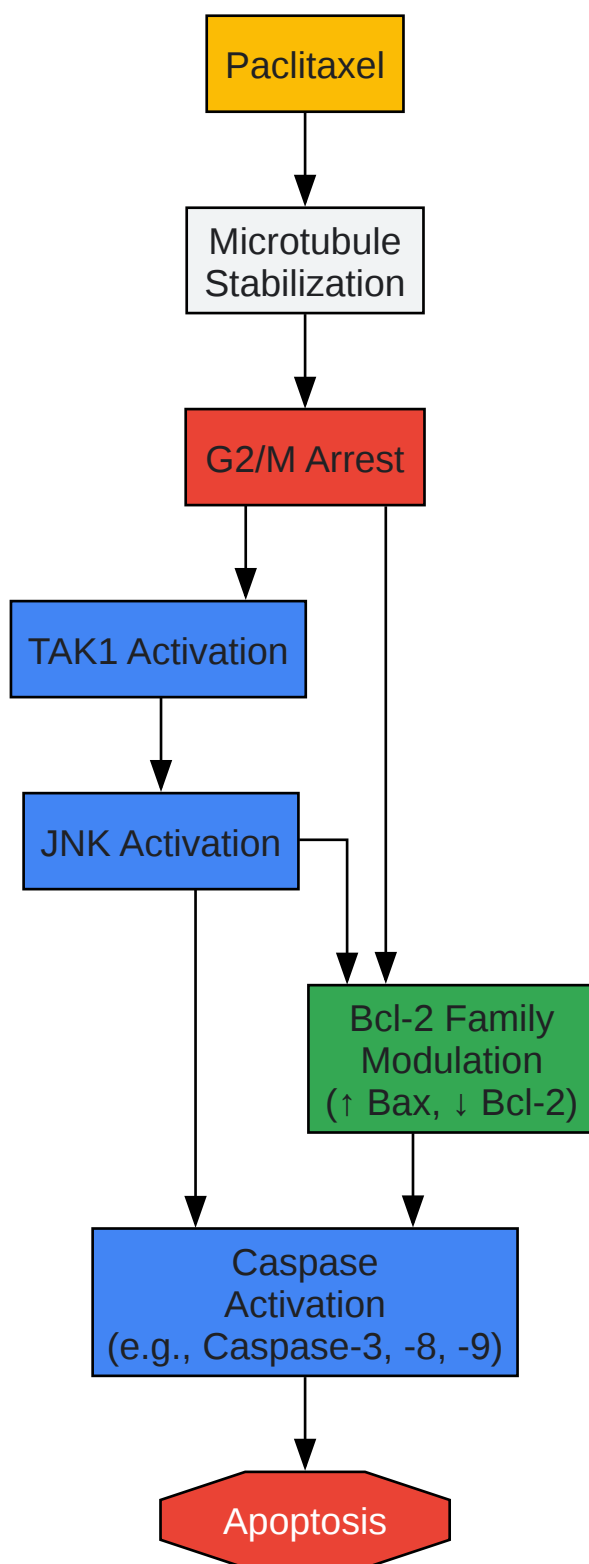 Paclitaxel
Microtubule
Stabilization
G2/M Arrest
TAK1 Activation
JNK Activation
Bcl-2 Family
Modulation
(↑ Bax, ↓ Bcl-2)
Caspase
Activation
(e.g., Caspase-3, -8, -9)
Apoptosis